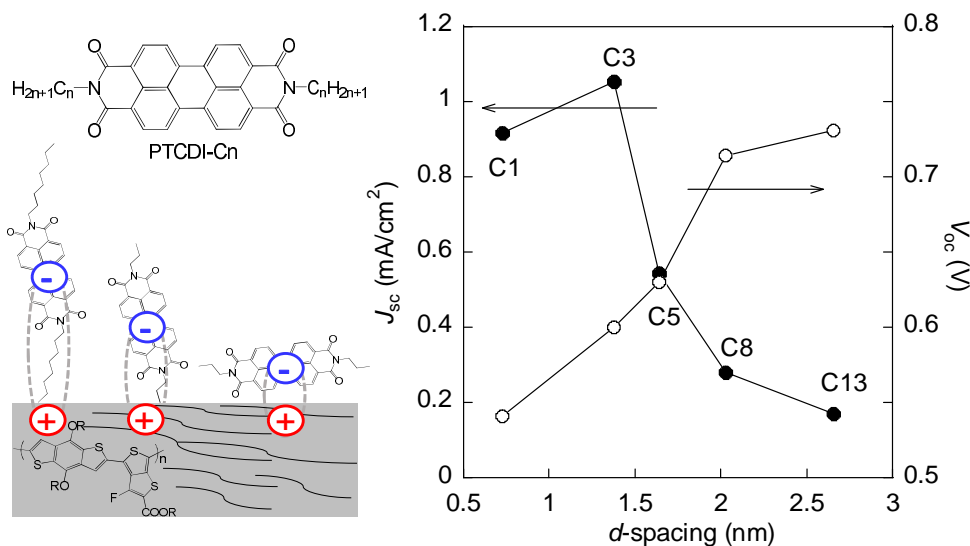 O
O
H2n+1Cn
N
N
CnH2n+1
O
O
PTCDI-Cn
O
N
O
-
O
N
O
O
N
O
-
O
N
O
O
O
N
-
N
O
O
+
+
+
OR
S
S
S
n
S
RO
F
COOR
1.2
1
0.8
0.6
0.4
0.2
0
Jsc (mA/cm2)
C1
C3
C5
C8
C13
0.8
0.7
0.6
0.5
Voc (V)
0.5
1
1.5
2
2.5
3
d-spacing (nm)